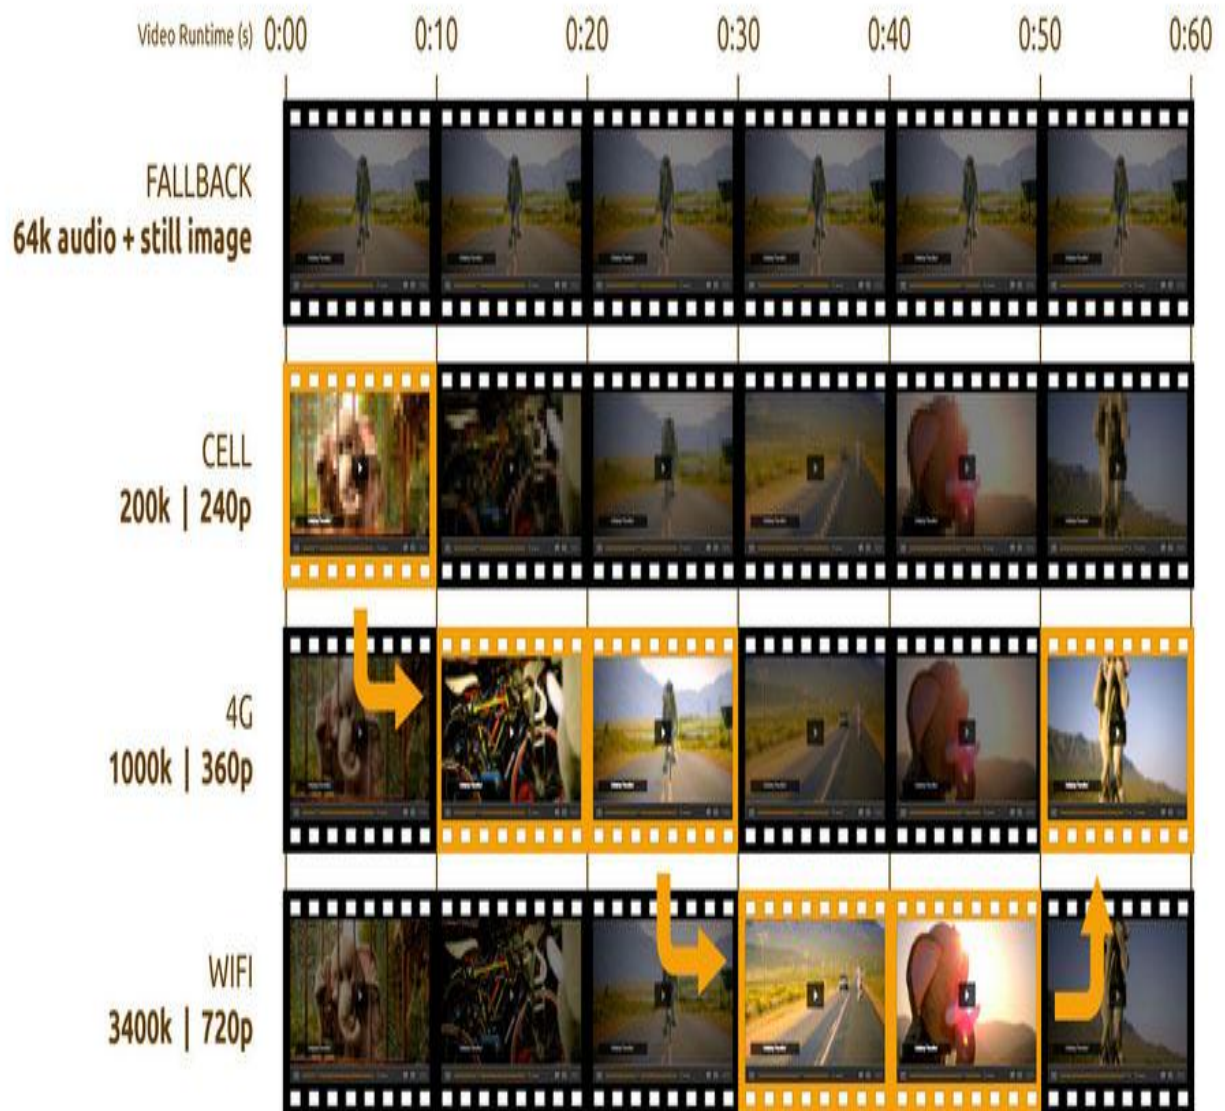 Video Runtime (s) 0:00 0:10 0:20 0:30 0:40 0:50 0:60
FALLBACK
64k audio + still image
CELL
200k | 240p
4G
1000k | 360p
WIFI
3400k | 720p